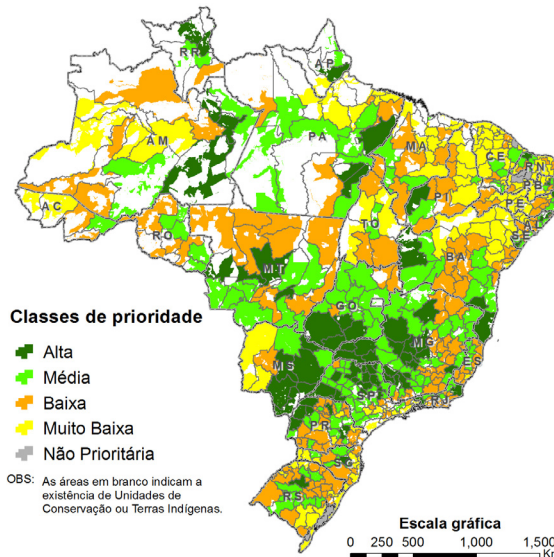 RR
AP
AM
PA
MA
CE
RN
PB
PE
AL
SE
PI
AC
TO
RO
BA
MT
GO
MG
ES
MS
SP
RJ
PR
SC
RS
Classes de prioridade
Alta
Média
Baixa
Muito Baixa
Não Prioritária
OBS: As áreas em branco indicam a
existência de Unidades de
Conservação ou Terras Indígenas.
Escala gráfica
0 250 500 1,000 1,500
Km